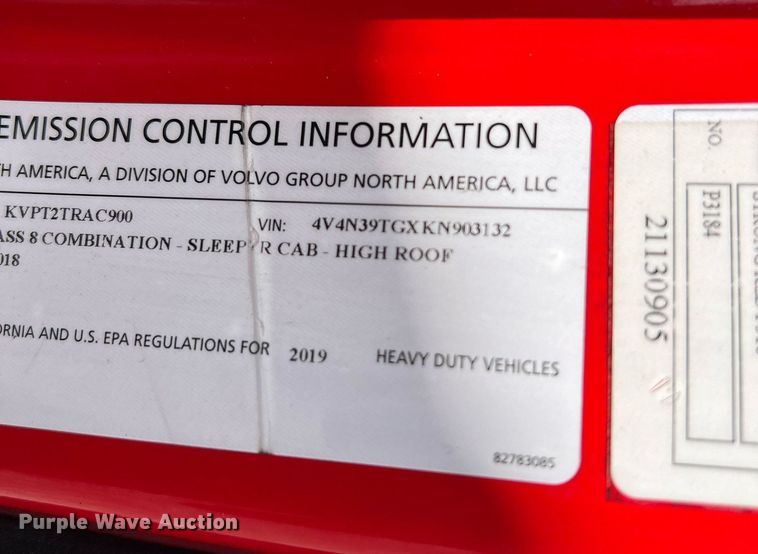 EMISSION CONTROL INFORMATION
TH AMERICA, A DIVISION OF VOLVO GROUP NORTH AMERICA, LLC
KVPT2TRAC900
VIN: 4V4N39TGXKN903132
ASS 8 COMBINATION - SLEEP R CAB - HIGH ROOF
018
ORNIA AND U.S. EPA REGULATIONS FOR 2019 HEAVY DUTY VEHICLES
82783085
NO.
P3184
21130905
Purple Wave Auction